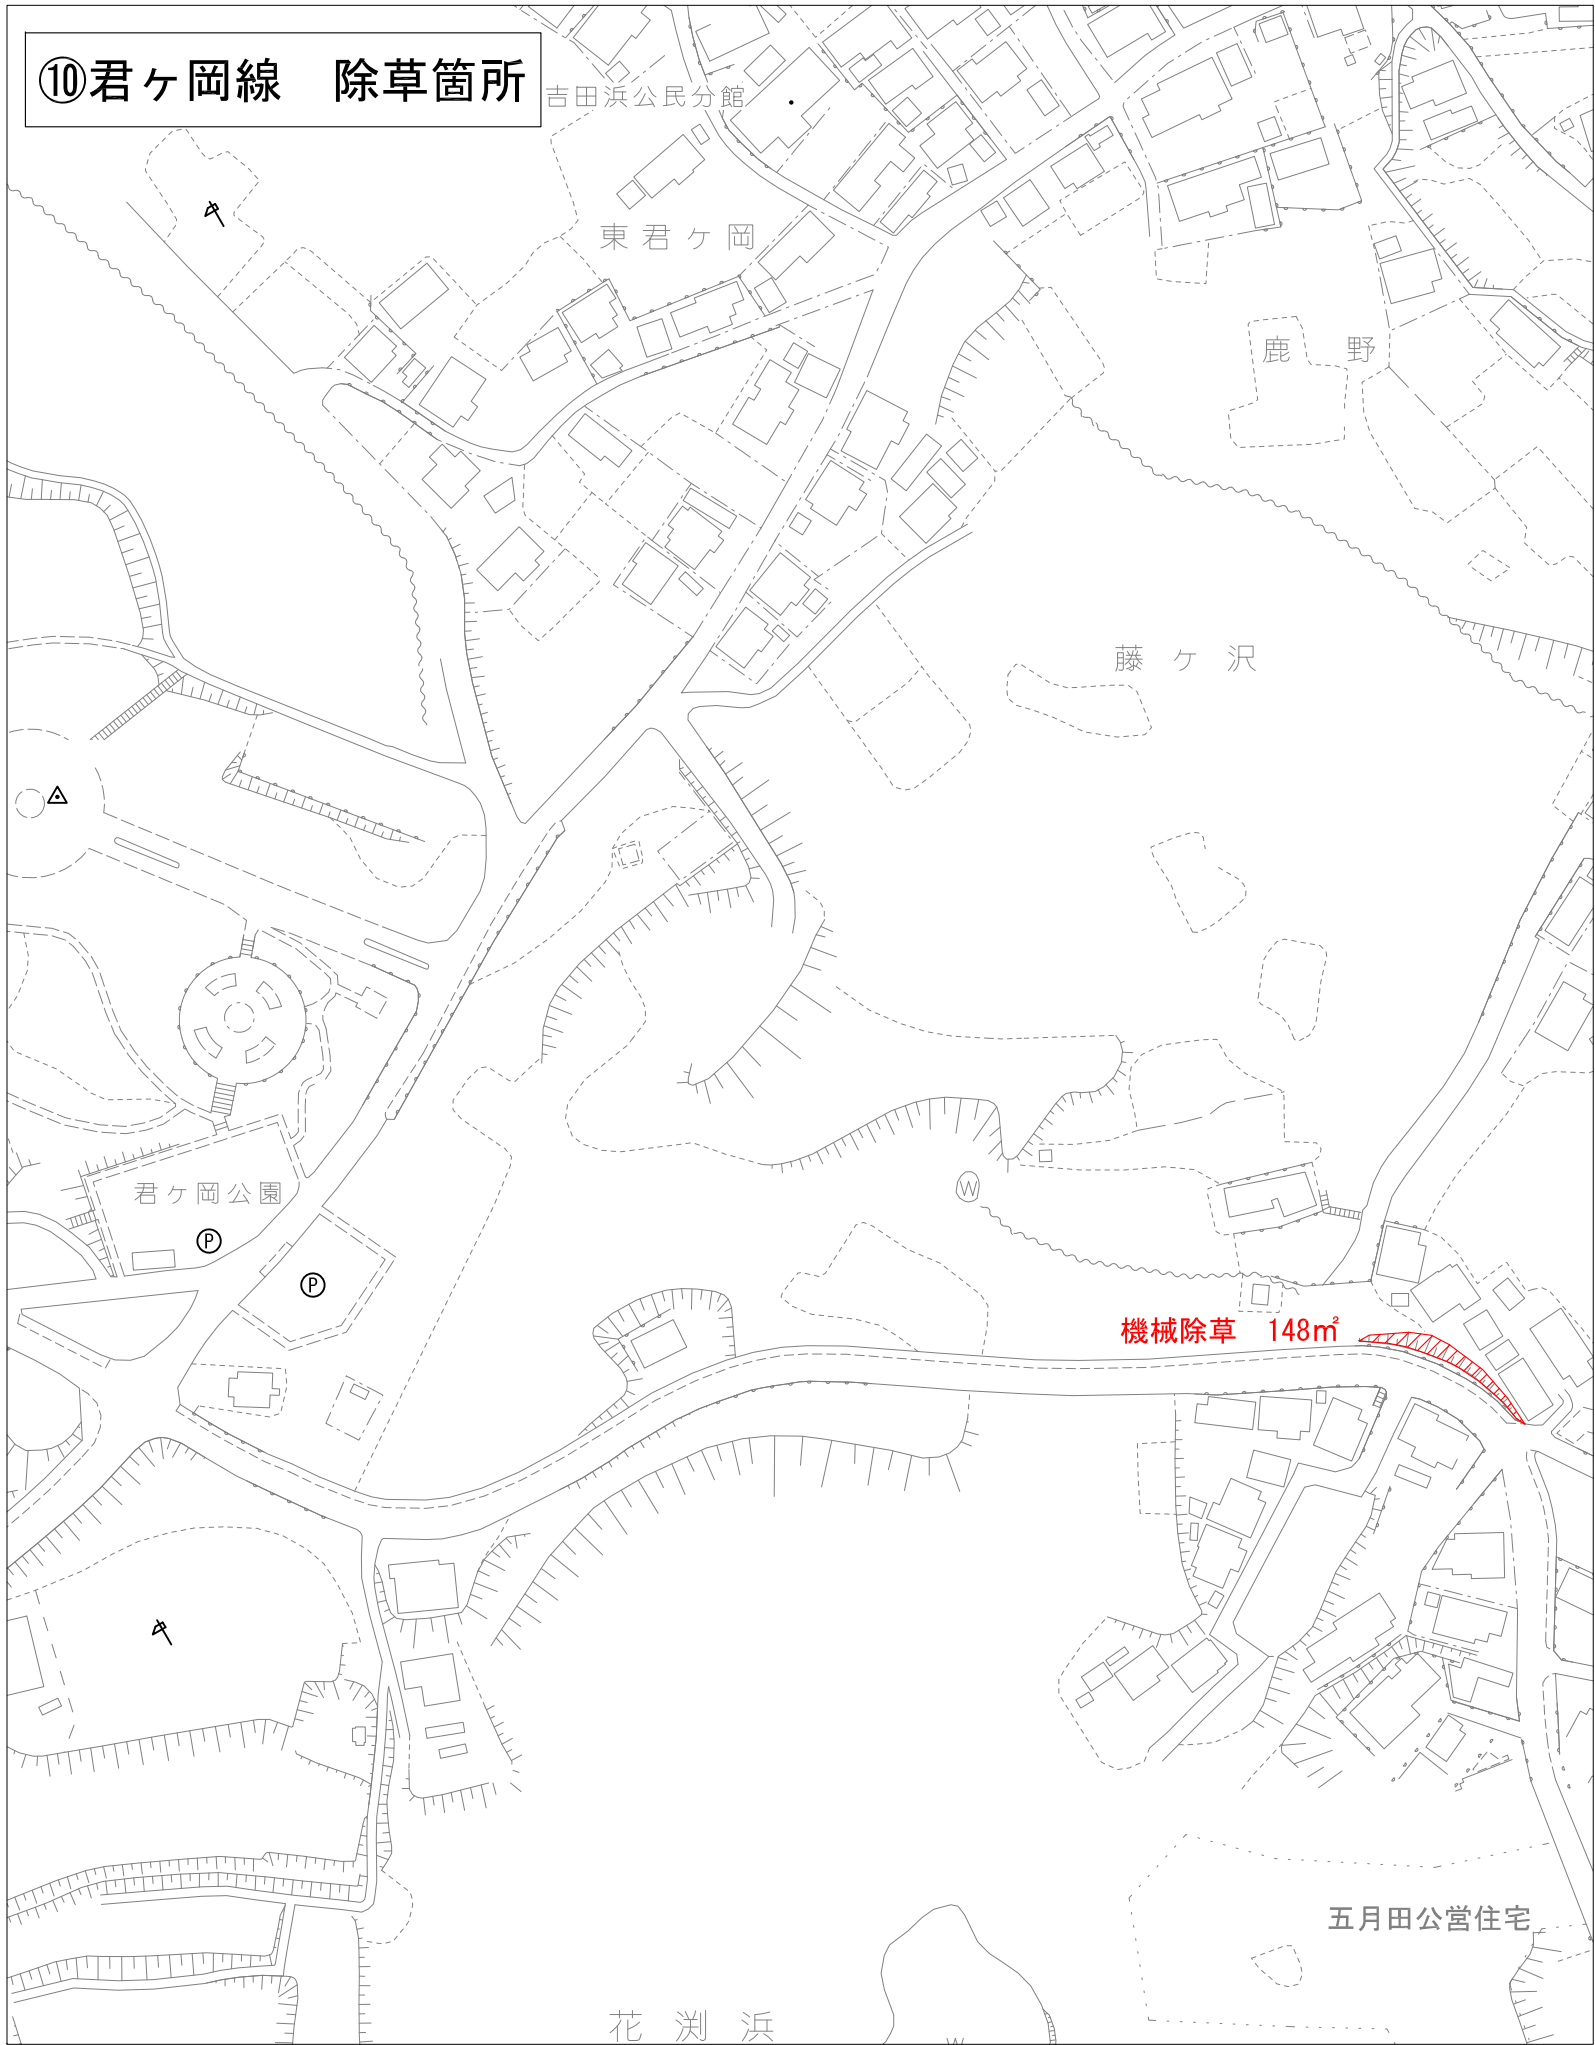 ⑩君ヶ岡線　除草箇所
吉田浜公民分館
東君ヶ岡
鹿野
藤ヶ沢
君ヶ岡公園
P
P
W
機械除草　148㎡
五月田公営住宅
花渕浜
W